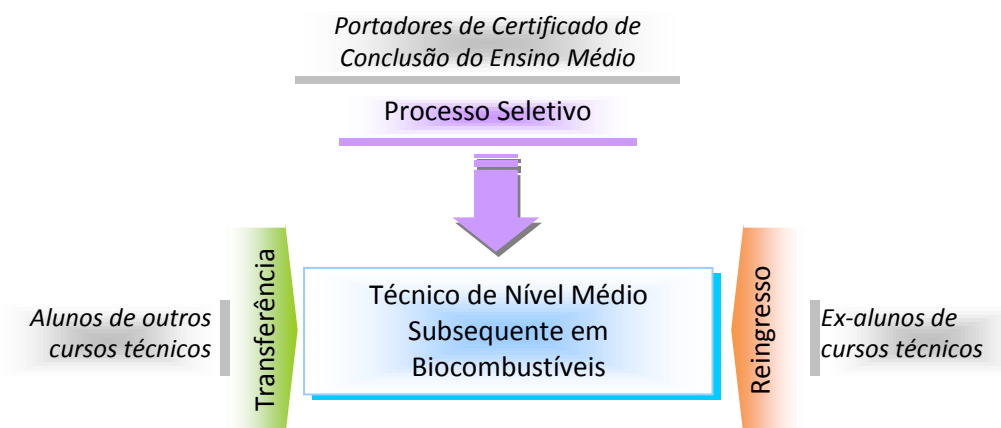 Portadores de Certificado de
Conclusão do Ensino Médio
Processo Seletivo
Alunos de outros
cursos técnicos
Transferência
Técnico de Nível Médio
Subsequente em
Biocombustíveis
Reingresso
Ex-alunos de
cursos técnicos